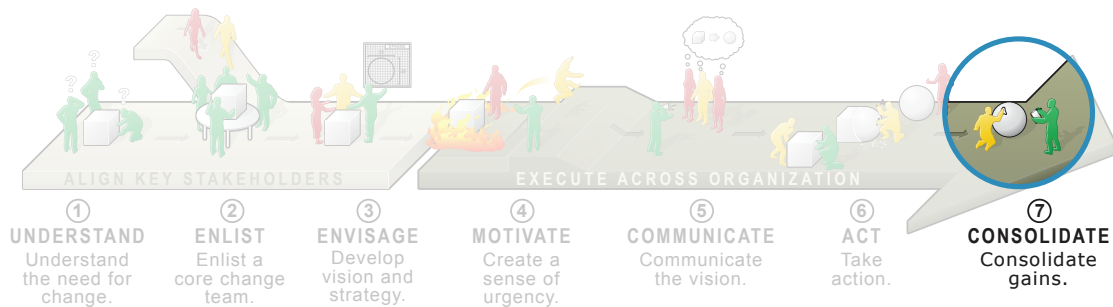 ? ? ?
ALIGN KEY STAKEHOLDERS
EXECUTE ACROSS ORGANIZATION
1
UNDERSTAND
Understand
the need for
change.
2
ENLIST
Enlist a
core change
team.
3
ENVISAGE
Develop
vision and
strategy.
4
MOTIVATE
Create a
sense of
urgency.
5
COMMUNICATE
Communicate
the vision.
6
ACT
Take
action.
7
CONSOLIDATE
Consolidate
gains.